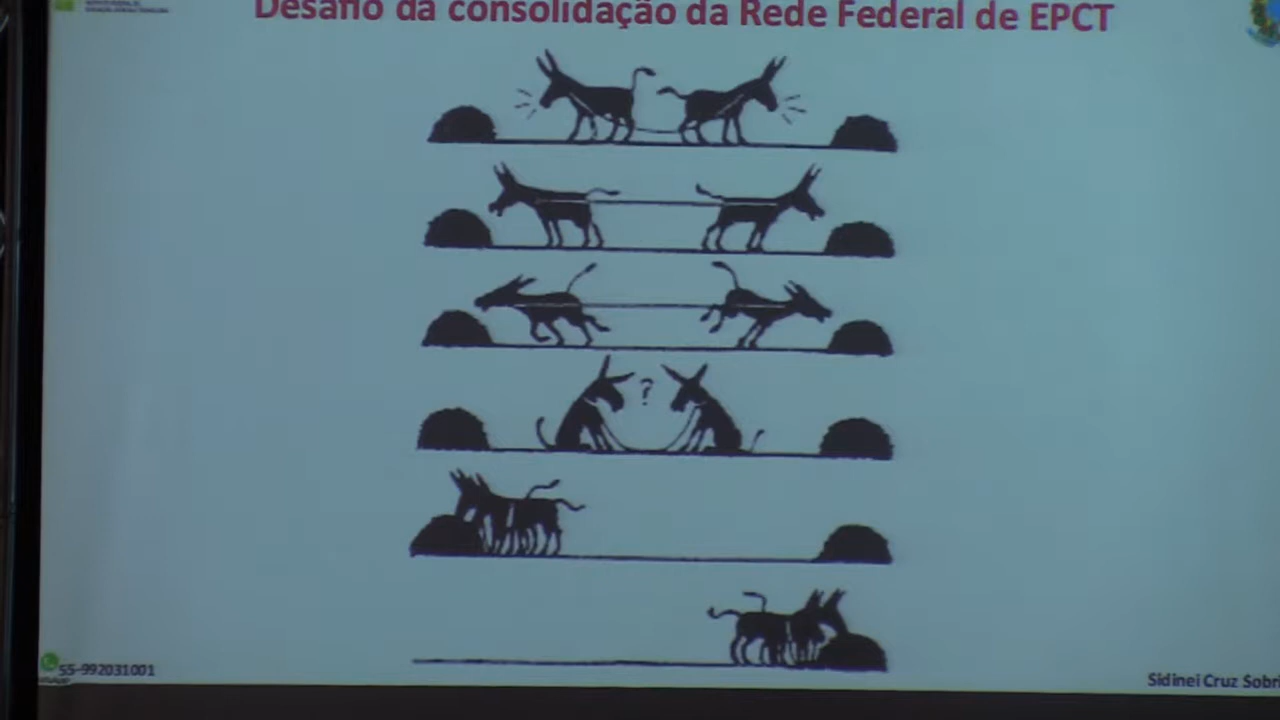 Desafio da consolidação da Rede Federal de EPCT
?
55-992031001
Sidinei Cruz Sobri